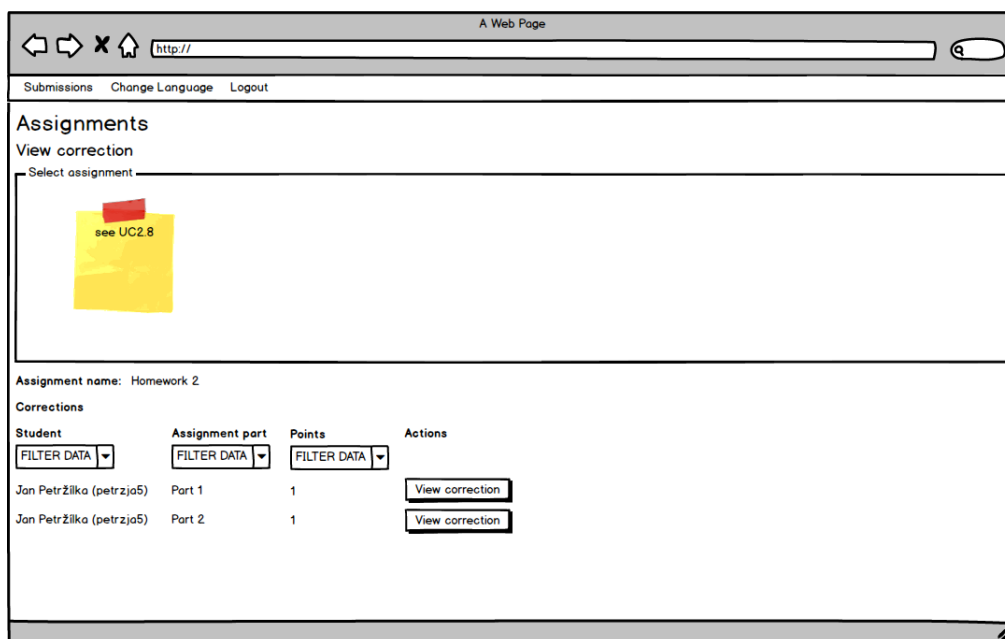 A Web Page
http://
Submissions Change Language Logout
Assignments
View correction
Select assignment
see UC2.8
Assignment name: Homework 2
Corrections
Student Assignment part Points Actions
FILTER DATA FILTER DATA FILTER DATA
Jan Petržílka (petrzja5) Part 1 1 View correction
Jan Petržílka (petrzja5) Part 2 1 View correction